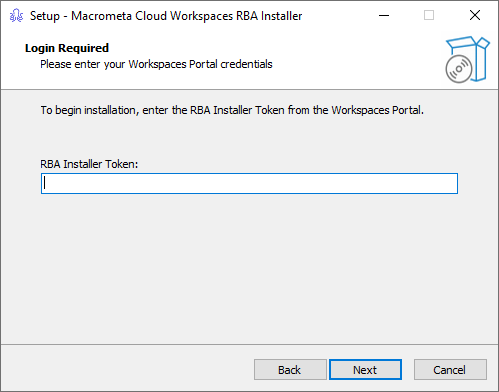 Setup - Macrometa Cloud Workspaces RBA Installer
Login Required
Please enter your Workspaces Portal credentials
To begin installation, enter the RBA Installer Token from the Workspaces Portal.
RBA Installer Token:
Back Next Cancel